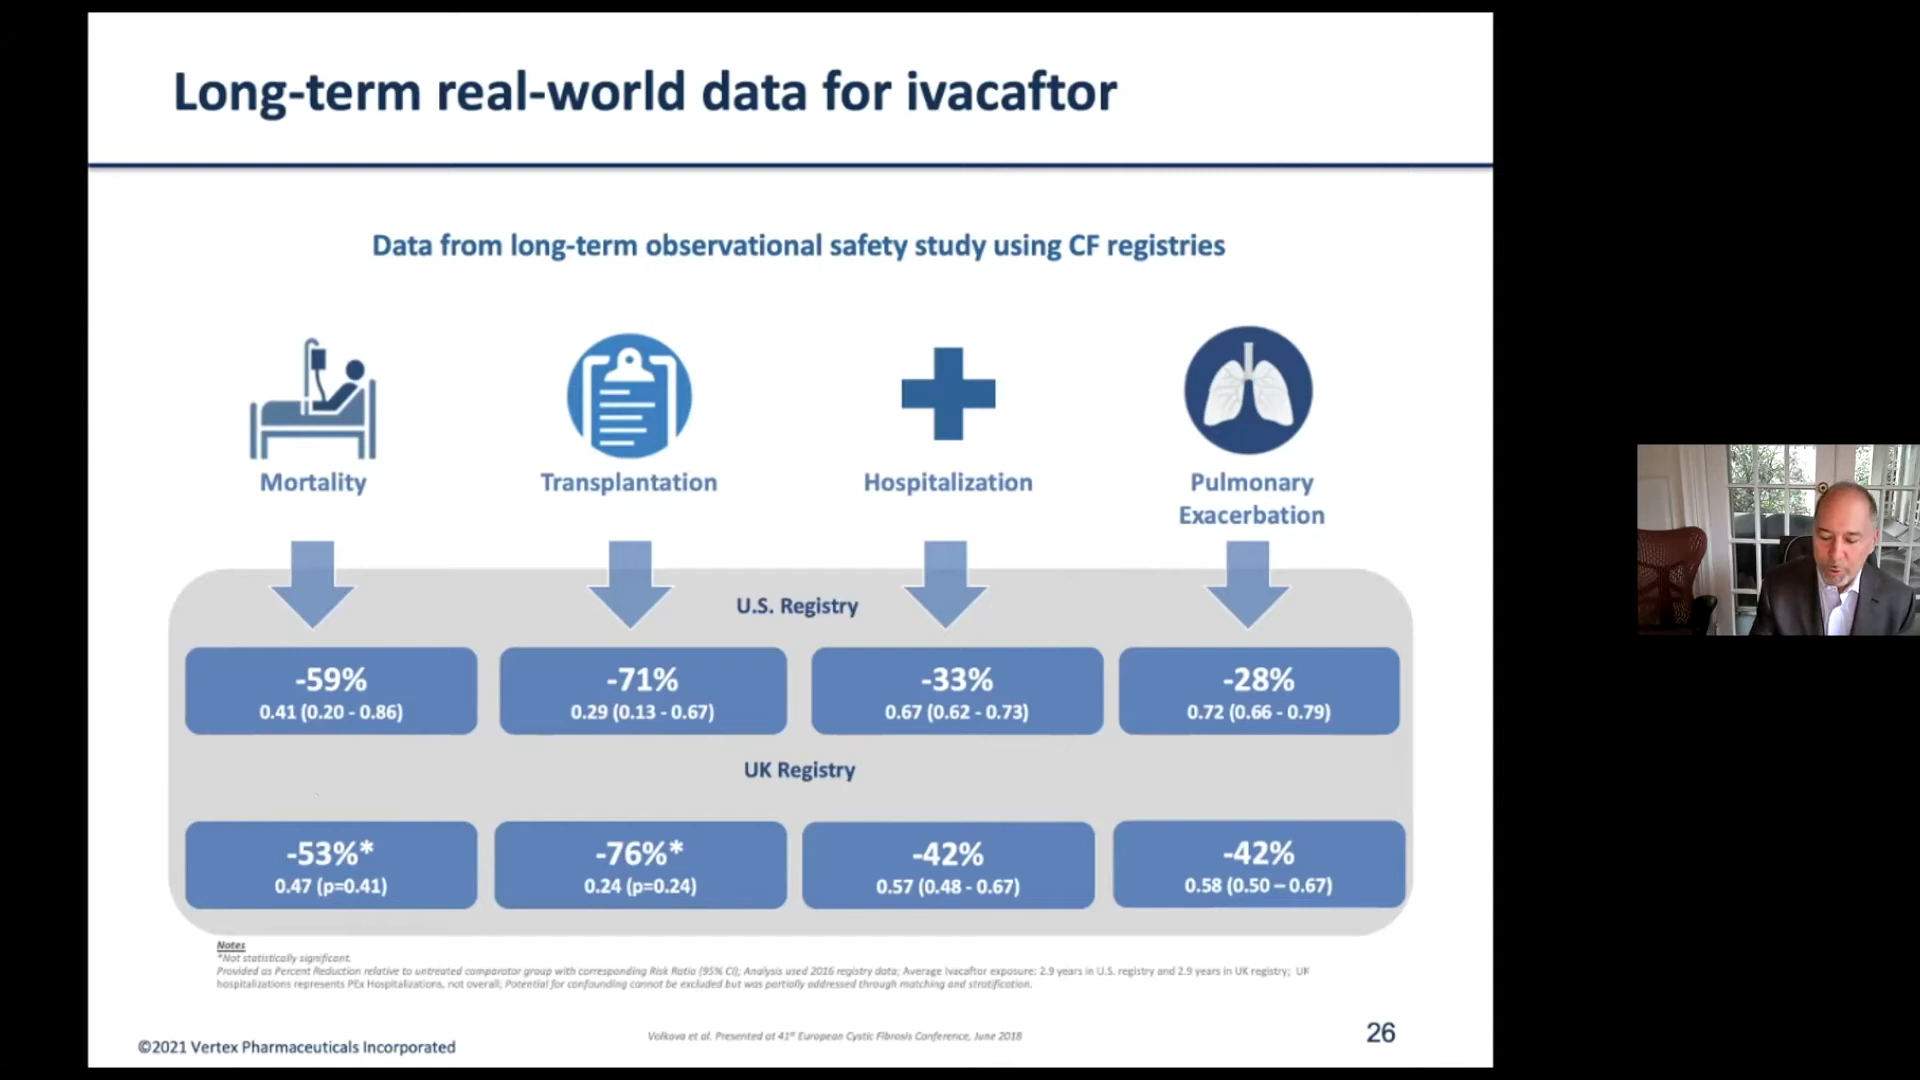 Long-term real-world data for ivacaftor
Data from long-term observational safety study using CF registries
Mortality
Transplantation
Hospitalization
Pulmonary
Exacerbation
U.S. Registry
-59%
0.41 (0.20 - 0.86)
-71%
0.29 (0.13 - 0.67)
-33%
0.67 (0.62 - 0.73)
-28%
0.72 (0.66 - 0.79)
UK Registry
-53%*
0.47 (p=0.41)
-76%*
0.24 (p=0.24)
-42%
0.57 (0.48 - 0.67)
-42%
0.58 (0.50 – 0.67)
Notes
*Not statistically significant.
Provided as Percent Reduction relative to untreated comparator group with corresponding Risk Ratio (95% CI); Analysis used 2016 registry data; Average Ivacaftor exposure: 2.9 years in U.S. registry and 2.9 years in UK registry; UK
hospitalizations represents PEx Hospitalizations, not overall; Potential for confounding cannot be excluded but was partially addressed through matching and stratification.
©2021 Vertex Pharmaceuticals Incorporated
Volkova et al. Presented at 41st European Cystic Fibrosis Conference, June 2018
26